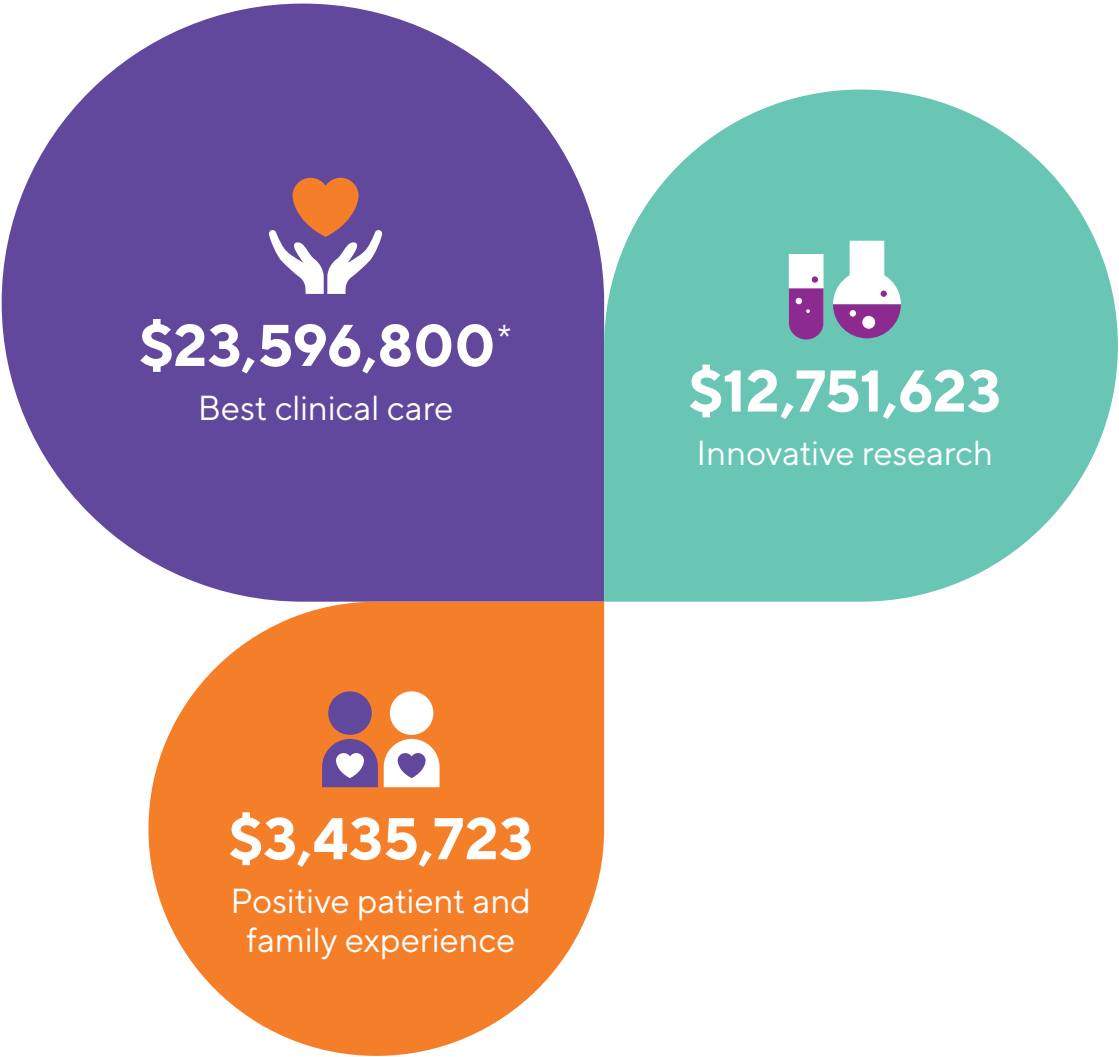 $23,596,800*
Best clinical care
$12,751,623
Innovative research
$3,435,723
Positive patient and
family experience